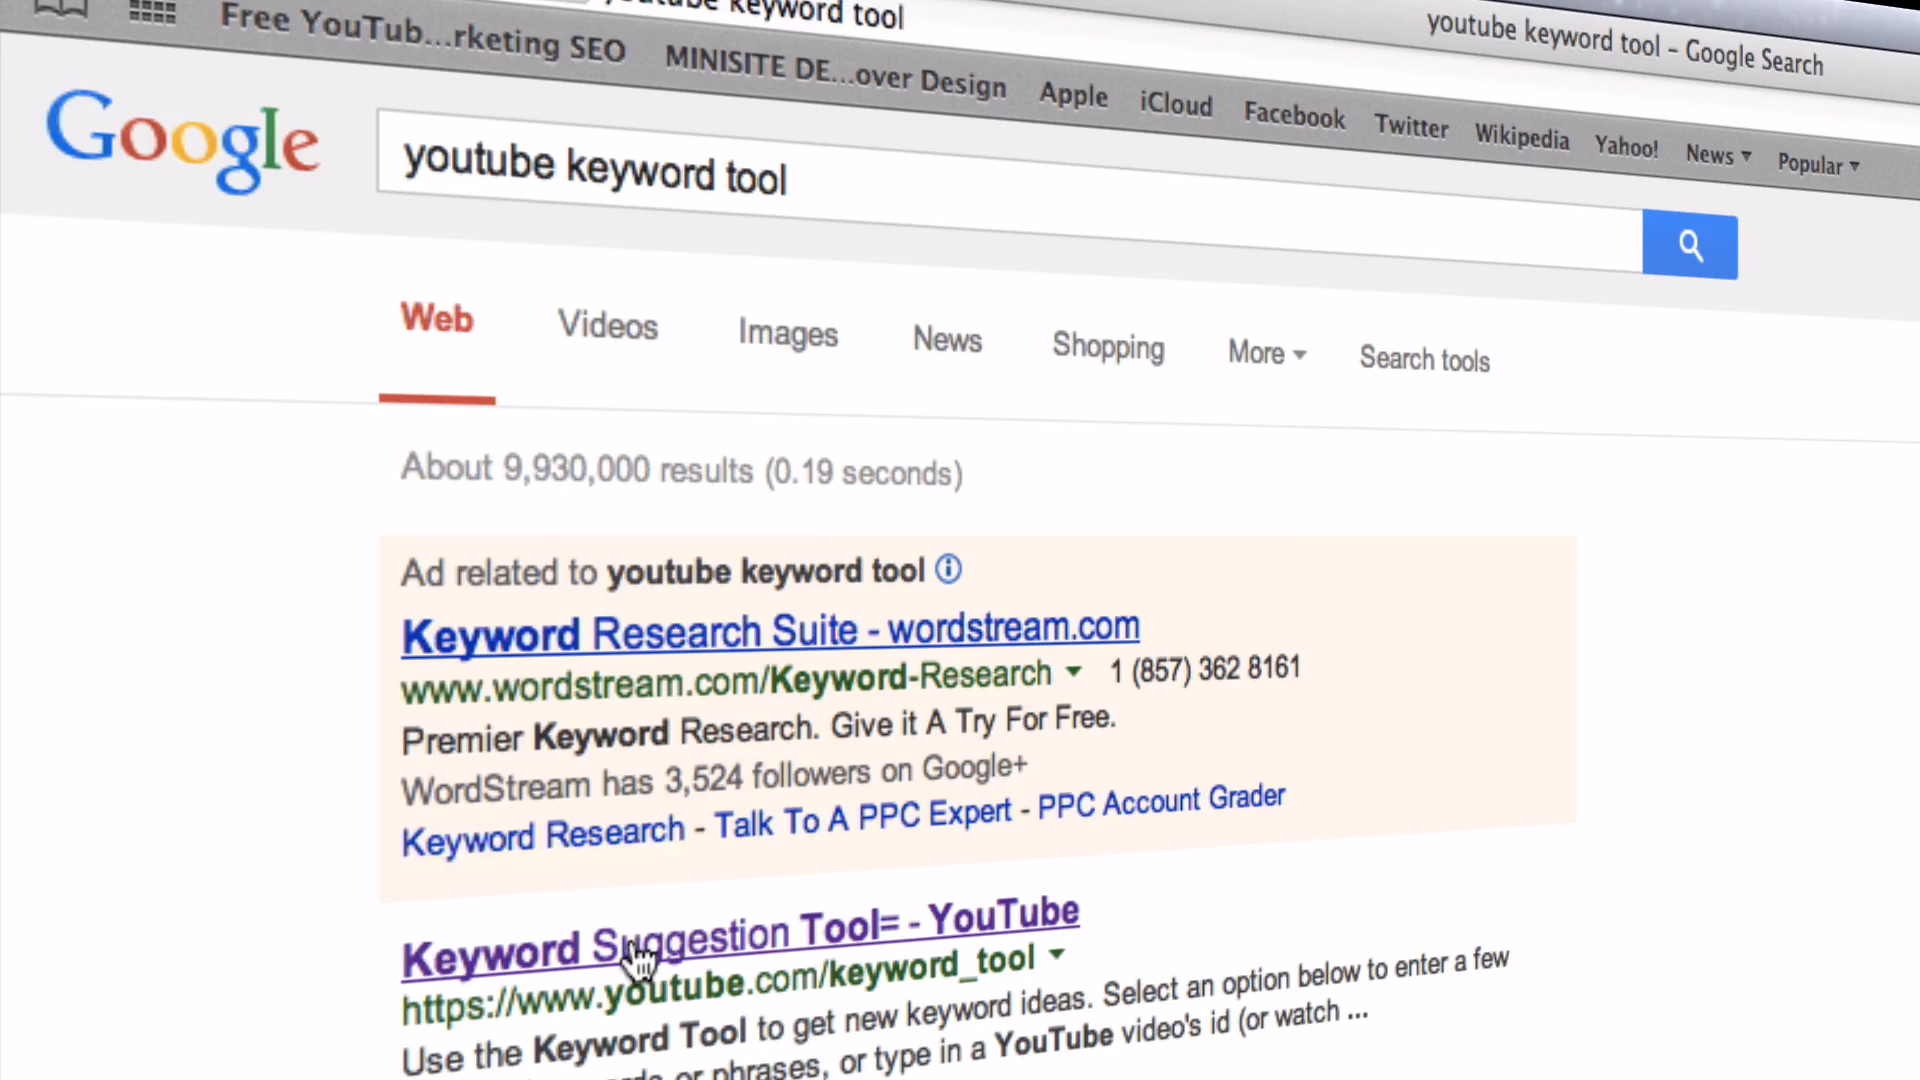 keyword tool
youtube keyword tool – Google Search
Free YouTub...rketing SEO
MINISITE DE...over Design
Apple
iCloud
Facebook
Twitter
Wikipedia
Yahoo!
News
Popular
Google
youtube keyword tool
Web
Videos
Images
News
Shopping
More
Search tools
About 9,930,000 results (0.19 seconds)
Ad related to youtube keyword tool
Keyword Research Suite - wordstream.com
www.wordstream.com/Keyword-Research 1 (857) 362 8161
Premier Keyword Research. Give it A Try For Free.
WordStream has 3,524 followers on Google+
Keyword Research - Talk To A PPC Expert - PPC Account Grader
Keyword Suggestion Tool= - YouTube
https://www.youtube.com/keyword_tool
Use the Keyword Tool to get new keyword ideas. Select an option below to enter a few
or phrases, or type in a YouTube video's id (or watch ...